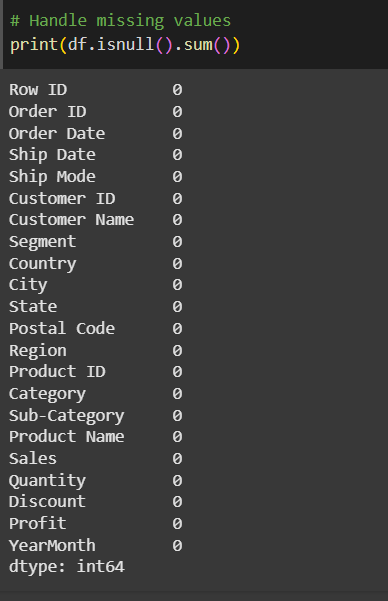 # Handle missing values
print(df.isnull().sum())
Row ID 0
Order ID 0
Order Date 0
Ship Date 0
Ship Mode 0
Customer ID 0
Customer Name 0
Segment 0
Country 0
City 0
State 0
Postal Code 0
Region 0
Product ID 0
Category 0
Sub-Category 0
Product Name 0
Sales 0
Quantity 0
Discount 0
Profit 0
YearMonth 0
dtype: int64